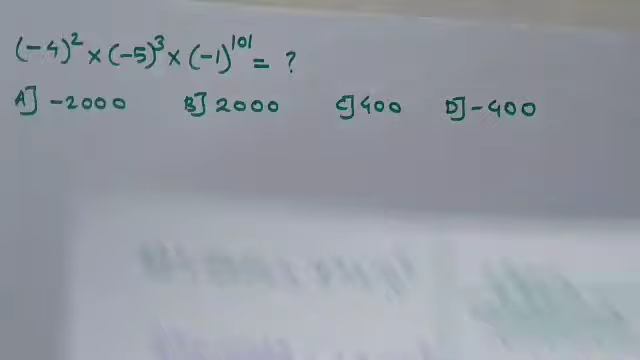 (-4)² × (-5)³ × (-1)¹⁰¹ = ?
A] -2000 B] 2000 C] 400 D] -400